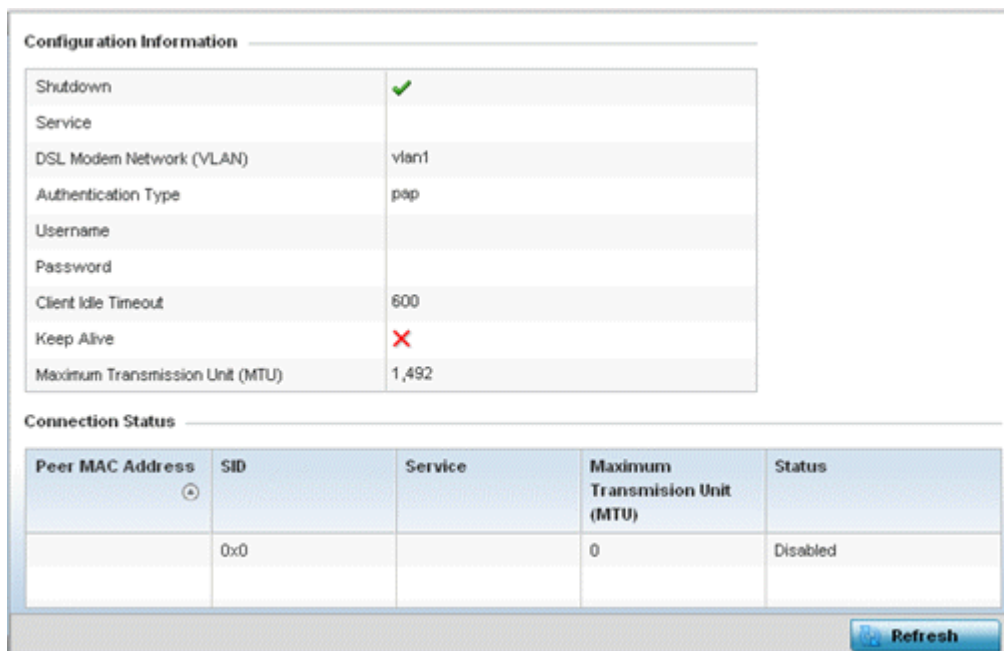 Configuration Information
Shutdown
Service
DSL Modem Network (VLAN) vlan1
Authentication Type pap
Username
Password
Client Idle Timeout 600
Keep Alive
Maximum Transmission Unit (MTU) 1,492
Connection Status
Peer MAC Address SID Service Maximum Status
Transmision Unit
(MTU)
0x0 0 Disabled
Refresh